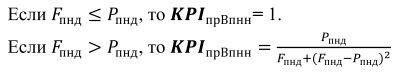 Если Fпнд ≤ Pпнд, то KPIпрВпнн= 1.
Если Fпнд > Pпнд, то KPIпрВпнн = Pпнд / (Fпнд+(Fпнд−Pпнд)²)